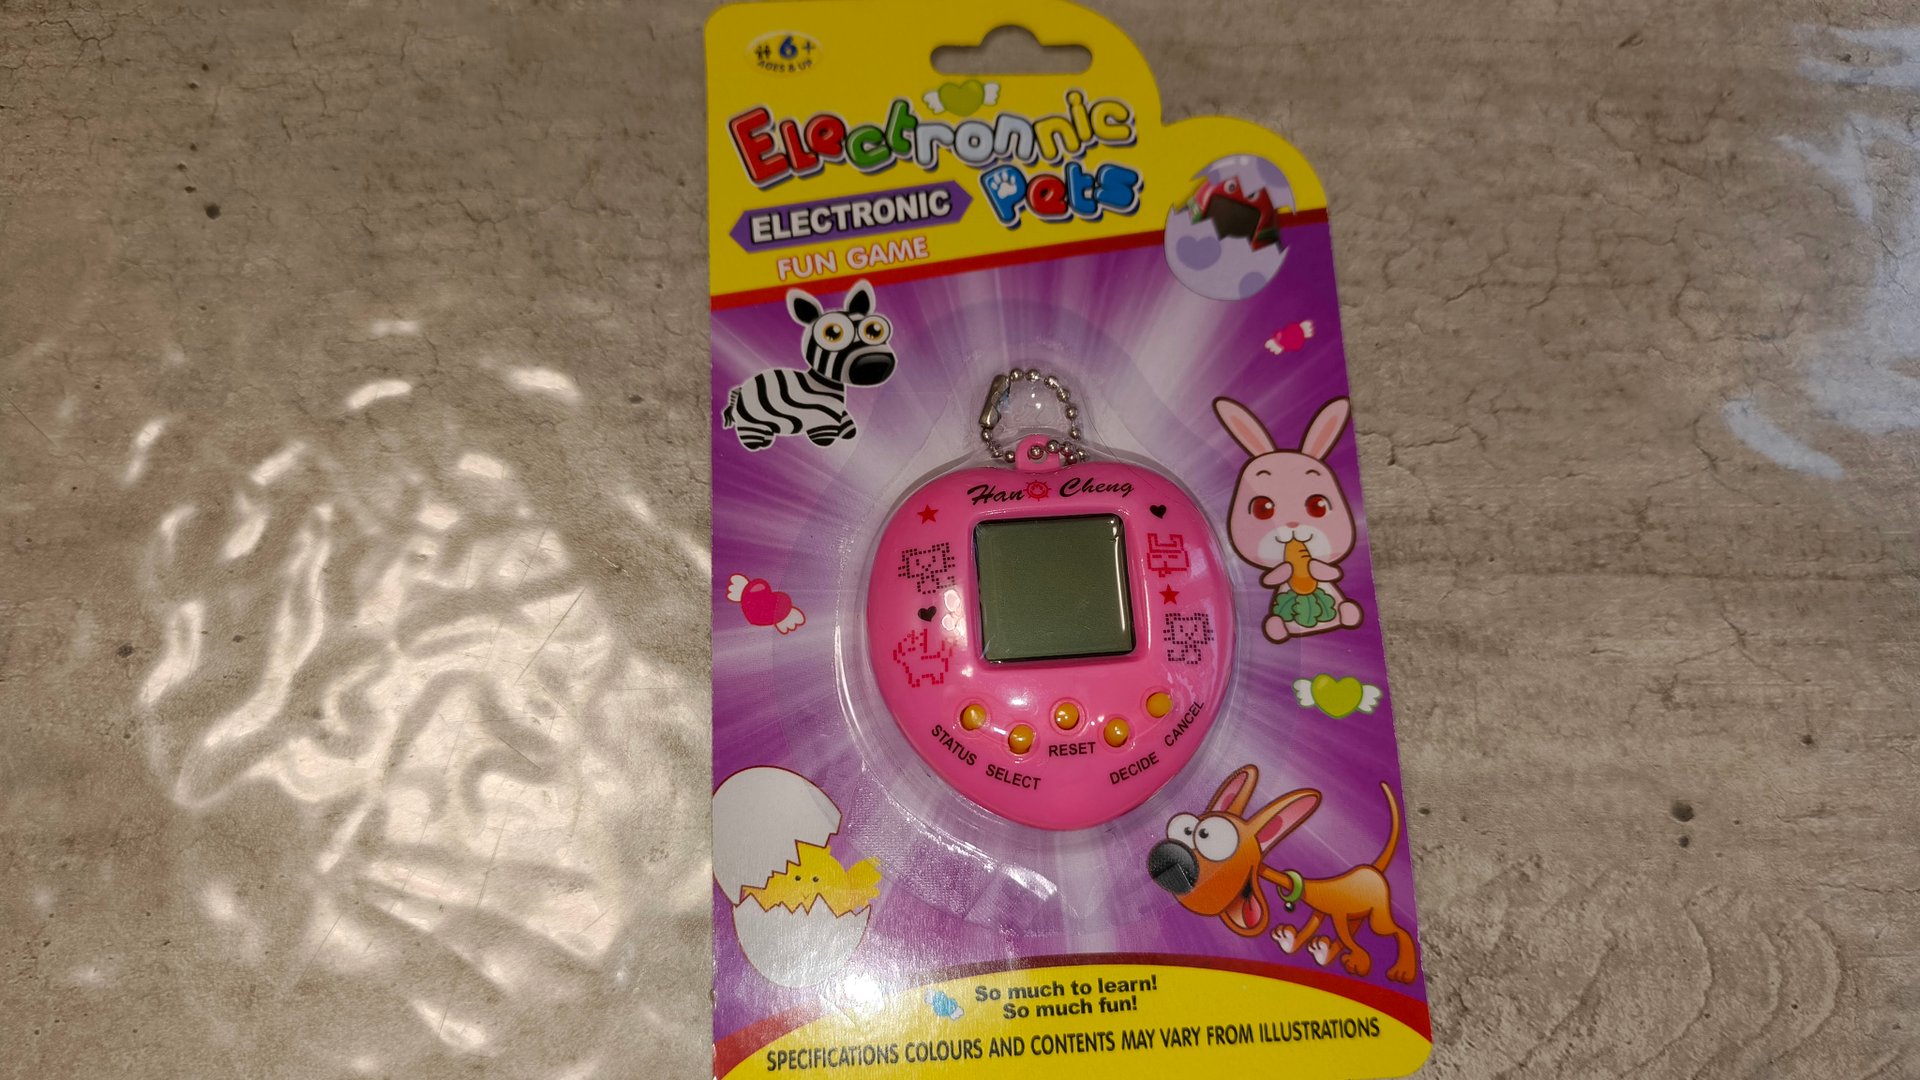 # 6+
AGES & UP
Electronnic
Pets
ELECTRONIC
FUN GAME
Han Cheng
STATUS
SELECT
RESET
DECIDE
CANCEL
So much to learn!
So much fun!
SPECIFICATIONS COLOURS AND CONTENTS MAY VARY FROM ILLUSTRATIONS